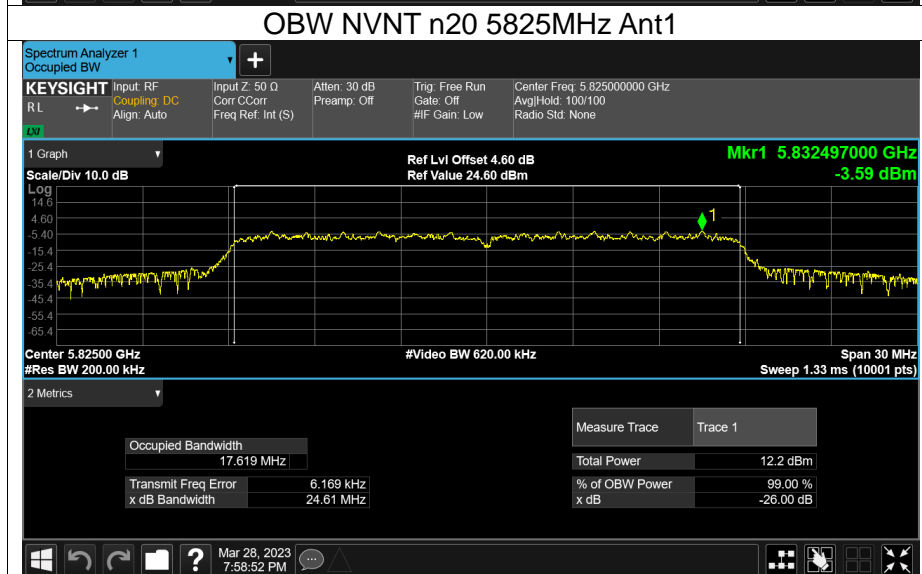 OBW NVNT n20 5825MHz Ant1
Spectrum Analyzer 1
Occupied BW
+
KEYSIGHT Input: RF Input Z: 50 Ω Atten: 30 dB Trig: Free Run Center Freq: 5.825000000 GHz
R L Coupling: DC Corr CCorr Preamp: Off Gate: Off Avg|Hold: 100/100
Align: Auto Freq Ref: Int (S) #IF Gain: Low Radio Std: None
LXI
1 Graph Ref Lvl Offset 4.60 dB Mkr1 5.832497000 GHz
Scale/Div 10.0 dB Ref Value 24.60 dBm -3.59 dBm
Log
14.6
4.60
1
-5.40
-15.4
-25.4
-35.4
-45.4
-55.4
-65.4
Center 5.82500 GHz #Video BW 620.00 kHz Span 30 MHz
#Res BW 200.00 kHz Sweep 1.33 ms (10001 pts)
2 Metrics
Measure Trace Trace 1
Occupied Bandwidth
17.619 MHz Total Power 12.2 dBm
Transmit Freq Error 6.169 kHz % of OBW Power 99.00 %
x dB Bandwidth 24.61 MHz x dB -26.00 dB
? Mar 28, 2023
7:58:52 PM